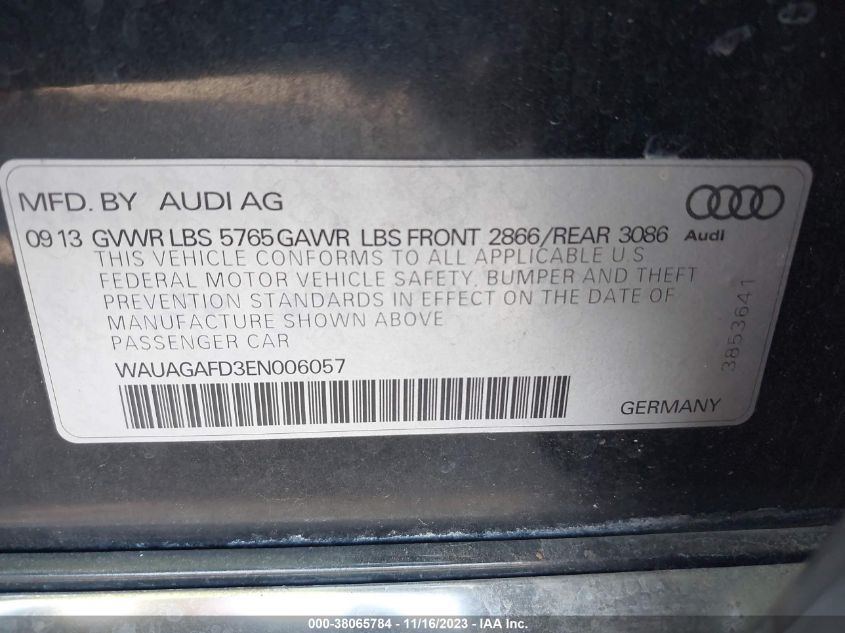 MFD. BY AUDI AG
09 13 GVWR LBS 5765 GAWR LBS FRONT 2866/REAR 3086 Audi
THIS VEHICLE CONFORMS TO ALL APPLICABLE U S
FEDERAL MOTOR VEHICLE SAFETY, BUMPER AND THEFT
PREVENTION STANDARDS IN EFFECT ON THE DATE OF
MANUFACTURE SHOWN ABOVE
PASSENGER CAR
WAUAGAFD3EN006057
3853641
GERMANY
000-38065784 - 11/16/2023 - IAA Inc.